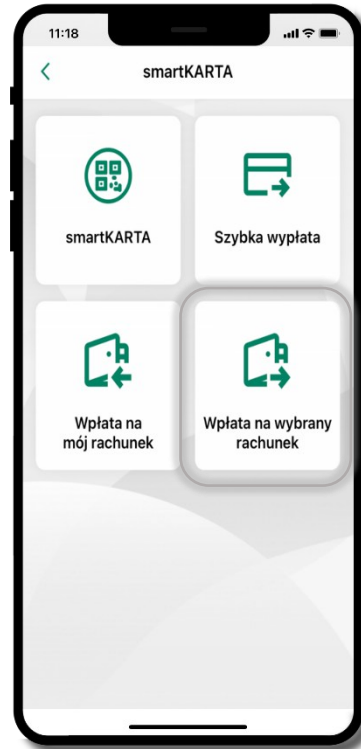 11:18
smartKARTA
smartKARTA
Szybka wypłata
Wpłata na
mój rachunek
Wpłata na wybrany
rachunek